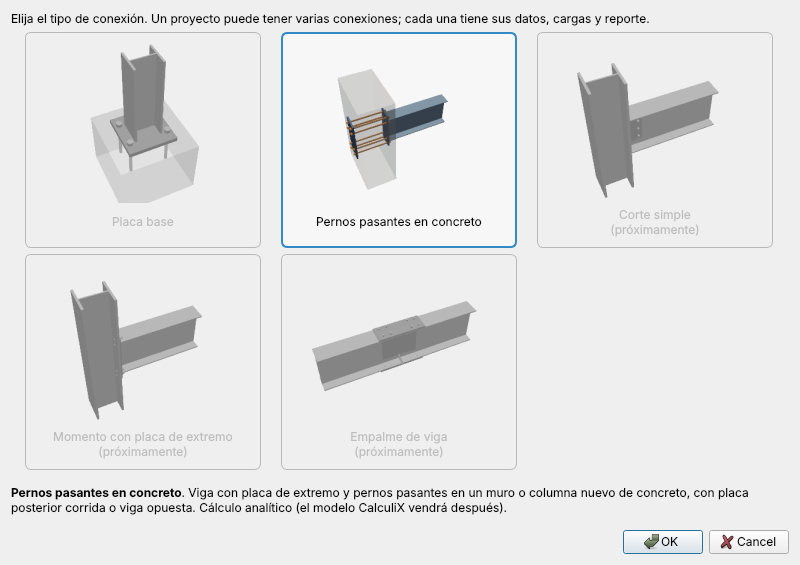 Elija el tipo de conexión. Un proyecto puede tener varias conexiones; cada una tiene sus datos, cargas y reporte.
Placa base
Pernos pasantes en concreto
Corte simple
(próximamente)
Momento con placa de extremo
(próximamente)
Empalme de viga
(próximamente)
Pernos pasantes en concreto. Viga con placa de extremo y pernos pasantes en un muro o columna nuevo de concreto, con placa
posterior corrida o viga opuesta. Cálculo analítico (el modelo CalculiX vendrá después).
OK
Cancel